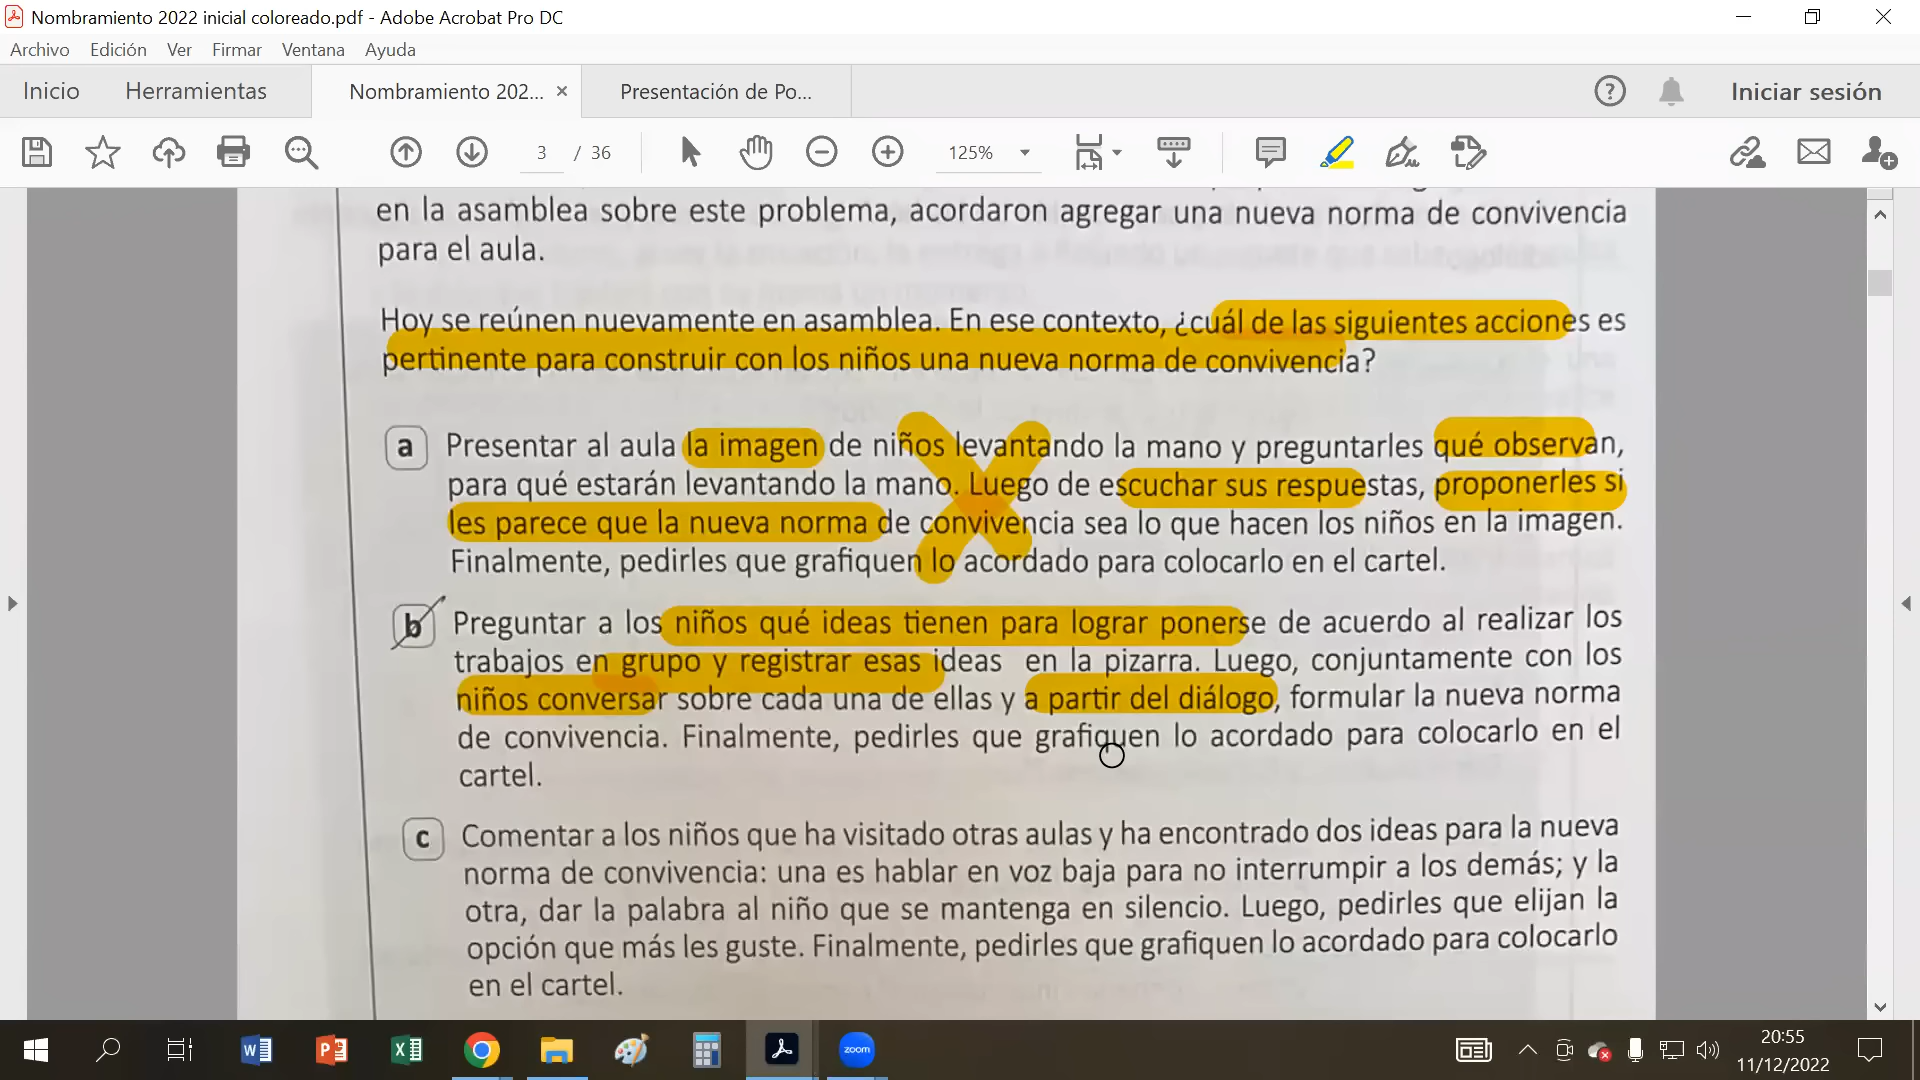 Nombramiento 2022 inicial coloreado.pdf - Adobe Acrobat Pro DC
Archivo Edición Ver Firmar Ventana Ayuda
Inicio Herramientas Nombramiento 202... × Presentación de Po... Iniciar sesión
3 / 36 125%
en la asamblea sobre este problema, acordaron agregar una nueva norma de convivencia
para el aula.
Hoy se reúnen nuevamente en asamblea. En ese contexto, ¿cuál de las siguientes acciones es
pertinente para construir con los niños una nueva norma de convivencia?
a Presentar al aula la imagen de niños levantando la mano y preguntarles qué observan,
para qué estarán levantando la mano. Luego de escuchar sus respuestas, proponerles si
les parece que la nueva norma de convivencia sea lo que hacen los niños en la imagen.
Finalmente, pedirles que grafiquen lo acordado para colocarlo en el cartel.
b Preguntar a los niños qué ideas tienen para lograr ponerse de acuerdo al realizar los
trabajos en grupo y registrar esas ideas en la pizarra. Luego, conjuntamente con los
niños conversar sobre cada una de ellas y a partir del diálogo, formular la nueva norma
de convivencia. Finalmente, pedirles que grafiquen lo acordado para colocarlo en el
cartel.
c Comentar a los niños que ha visitado otras aulas y ha encontrado dos ideas para la nueva
norma de convivencia: una es hablar en voz baja para no interrumpir a los demás; y la
otra, dar la palabra al niño que se mantenga en silencio. Luego, pedirles que elijan la
opción que más les guste. Finalmente, pedirles que grafiquen lo acordado para colocarlo
en el cartel.
zoom
20:55
11/12/2022